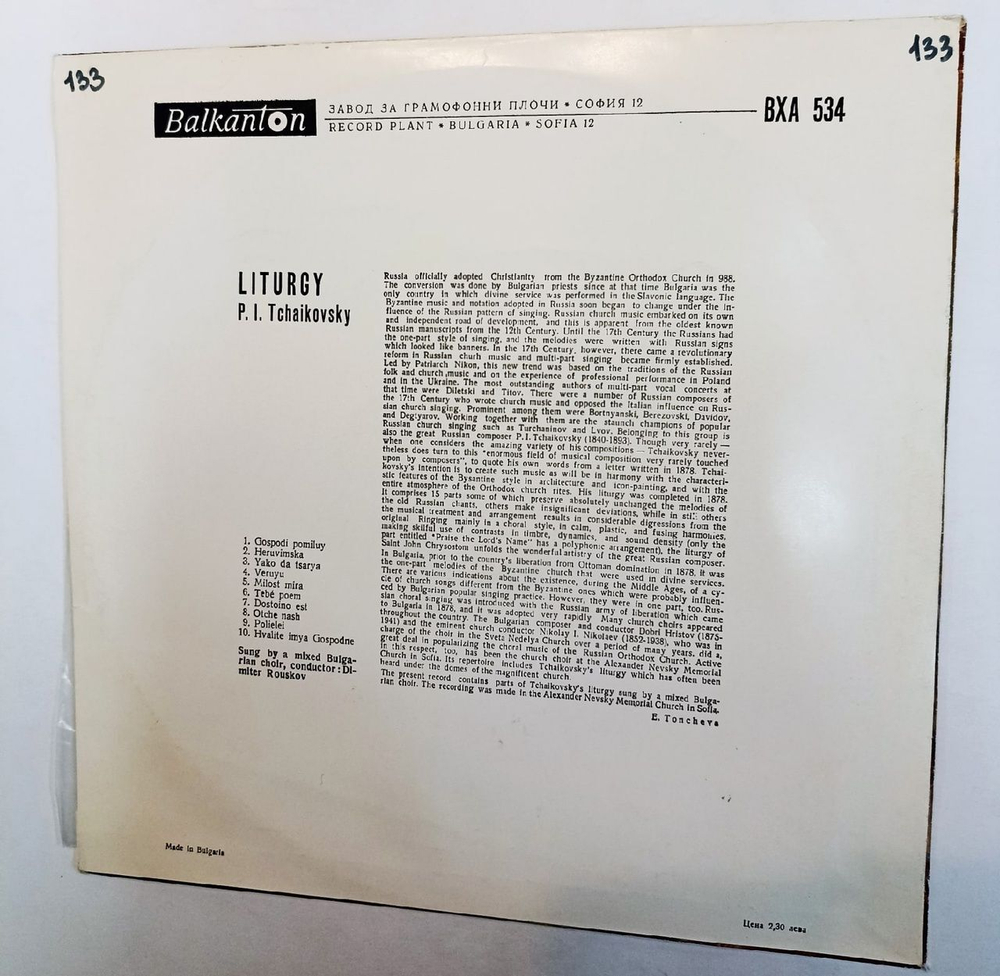 133
133
Balkanton
ЗАВОД ЗА ГРАМОФОННИ ПЛОЧИ * СОФИЯ 12
RECORD PLANT * BULGARIA * SOFIA 12
BXA 534
LITURGY
P. I. Tchaikovsky
Russia officially adopted Christianity from the Byzantine Orthodox Church in 988.
The conversion was done by Bulgarian priests since at that time Bulgaria was the
only country in which divine service was performed in the Slavonic language. The
Byzantine music and notation adopted in Russia soon began to change under the in-
fluence of the Russian pattern of singing. Russian church music embarked on its own
and independent road of development, and this is apparent from the oldest known
Russian manuscripts from the 12th Century. Until the 17th Century the Russians had
the one-part style of singing, and the melodies were written with Russian signs
which looked like banners. In the 17th Century, however, there came a revolutionary
reform in Russian churh music and multi-part singing became firmly established.
Led by Patriarch Nikon, this new trend was based on the traditions of the Russian
folk and church music and on the experience of professional performance in Poland
and in the Ukraine. The most outstanding authors of multi-part vocal concerts at
that time were Diletski and Titov. There were a number of Russian composers of
the 17th Century who wrote church music and opposed the Italian influence on Rus-
sian church singing. Prominent among them were Bortnyanski, Berezovski, Davidov,
and Degtyarov. Working together with them are the staunch champions of popular
Russian church singing such as Turchaninov and Lvov. Belonging to this group is
also the great Russian composer P. I. Tchaikovsky (1840-1893). Though very rarely —
when one considers the amazing variety of his compositions — Tchaikovsky never-
theless does turn to this "enormous field of musical composition very rarely touched
upon by composers", to quote his own words from a letter written in 1878. Tchai-
kovsky's intention is to create such music as will be in harmony with the characteri-
stic features of the Byzantine style in architecture and icon-painting, and with the
entire atmosphere of the Orthodox church rites. His liturgy was completed in 1878.
It comprises 15 parts some of which preserve absolutely unchanged the melodies of
the old Russian chants, others make insignificant deviations, while in still others
the musical treatment and arrangement results in considerable digressions from the
original. Ringing mainly in a choral style, in calm, plastic, and fusing harmonies,
making skilful use of contrasts in timbre, dynamics, and sound density (only the
part entitled "Praise the Lord's Name" has a polyphonic arrangement), the liturgy of
Saint John Chrysostom unfolds the wonderful artistry of the great Russian composer.
In Bulgaria, prior to the country's liberation from Ottoman domination in 1878, it was
the one-part melodies of the Byzantine church that were used in divine services.
There are various indications about the existence, during the Middle Ages, of a cy-
cle of church songs different from the Byzantine ones which were probably influen-
ced by Bulgarian popular singing practice. However, they were in one part, too. Rus-
sian choral singing was introduced with the Russian army of liberation which came
to Bulgaria in 1878, and it was adopted very rapidly Many church choirs appeared
throughout the country. The Bulgarian composer and conductor Dobri Hristov (1875-
1941) and the eminent church conductor Nikolay I. Nikolaev (1852-1938), who was in
charge of the choir in the Sveta Nedelya Church over a period of many years, did a
great deal in popularizing the choral music of the Russian Orthodox Church. Active
in this respect, too, has been the church choir at the Alexander Nevsky Memorial
Church in Sofia. Its repertoire includes Tchaikovsky's liturgy which has often been
heard under the domes of the magnificent church.
The present record contains parts of Tchaikovsky's liturgy sung by a mixed Bulga-
rian choir. The recording was made in the Alexander Nevsky Memorial Church in Sofia.
E. Toncheva
1. Gospodi pomiluy
2. Heruvimska
3. Yako da tsarya
4. Veruyu
5. Milost mira
6. Tebé poem
7. Dostoino est
8. Otche nash
9. Polielei
10. Hvalite imya Gospodne
Sung by a mixed Bulga-
rian choir, conductor: Di-
miter Rouskov
Made in Bulgaria
Цена 2,30 лева